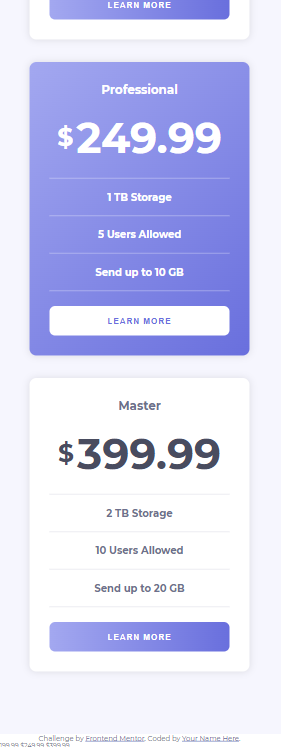 LEARN MORE
Professional
$249.99
1 TB Storage
5 Users Allowed
Send up to 10 GB
LEARN MORE
Master
$399.99
2 TB Storage
10 Users Allowed
Send up to 20 GB
LEARN MORE
Challenge by Frontend Mentor. Coded by Your Name Here.
$249.99 $399.99